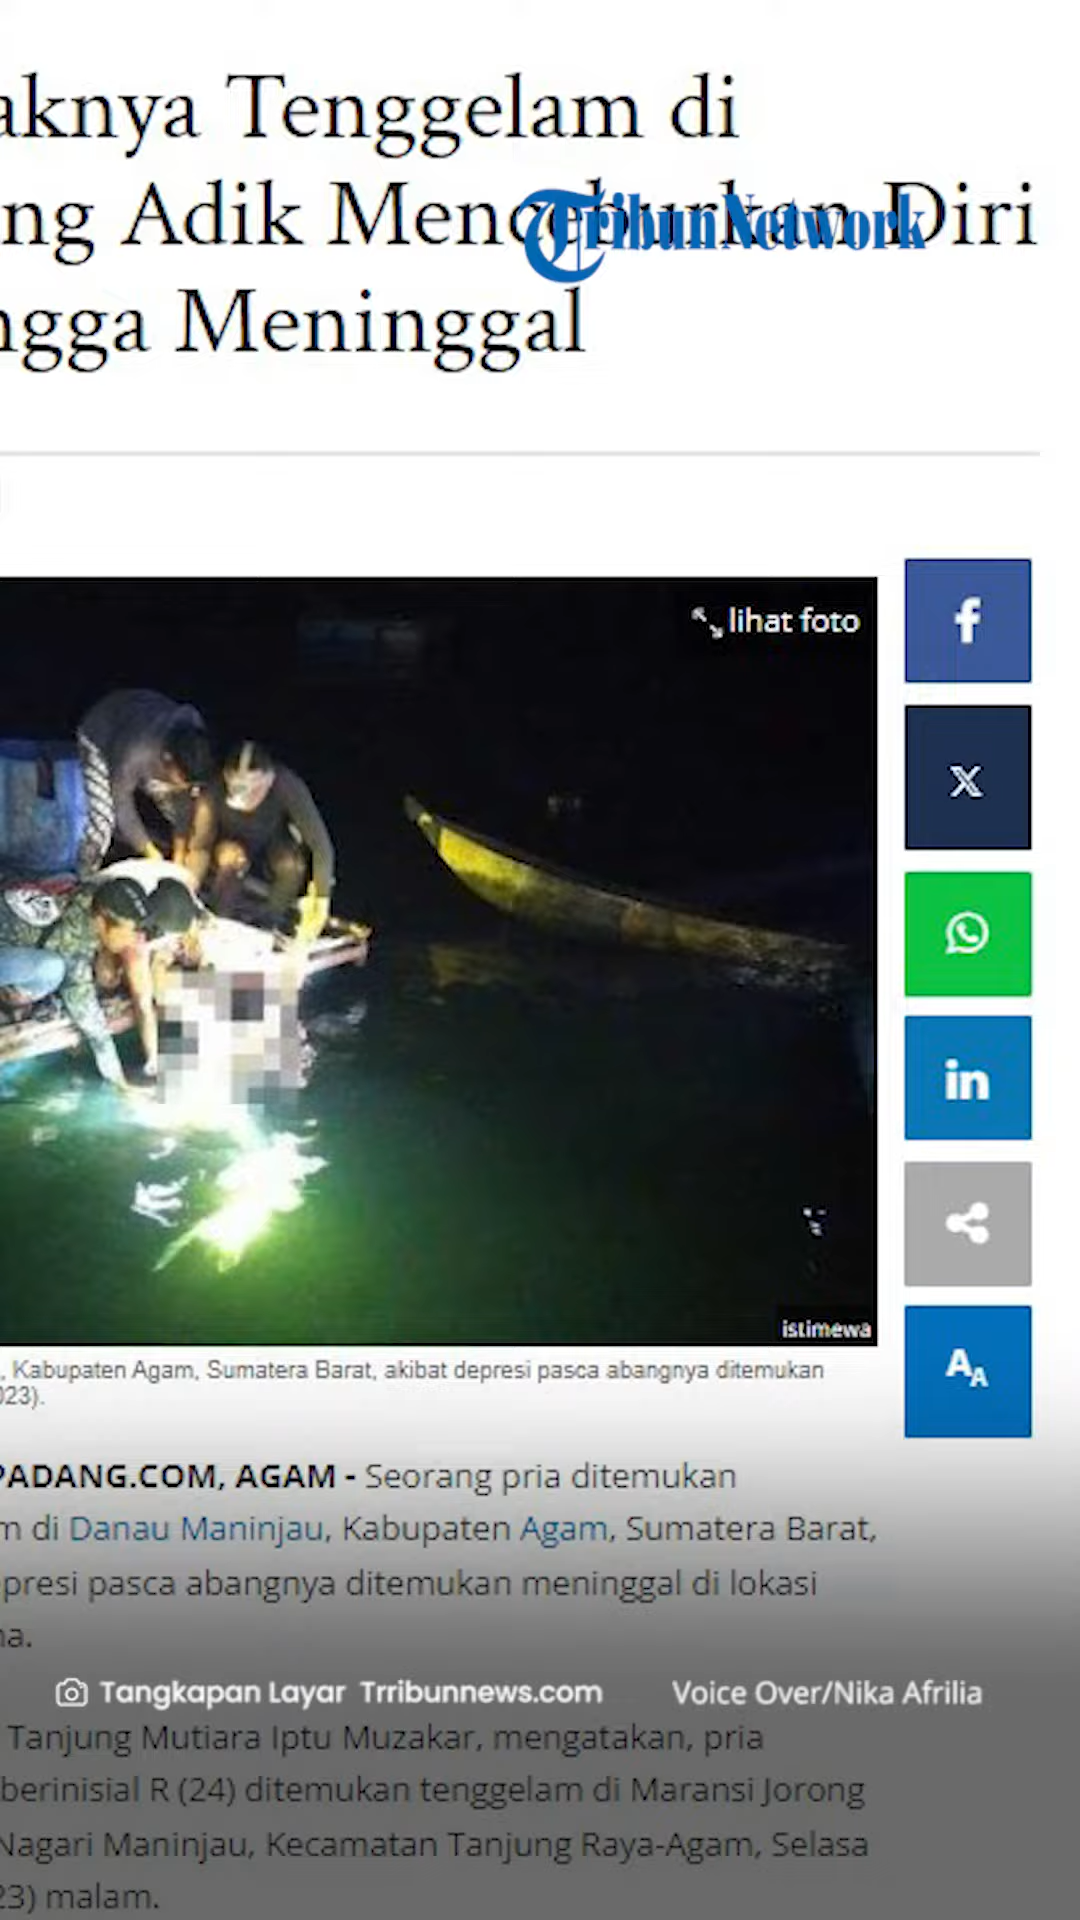 aknya Tenggelam di
ng Adik Menceburkan Diri
TribunNetwork
ngga Meninggal
lihat foto
istimewa
, Kabupaten Agam, Sumatera Barat, akibat depresi pasca abangnya ditemukan
023).
PADANG.COM, AGAM - Seorang pria ditemukan
m di Danau Maninjau, Kabupaten Agam, Sumatera Barat,
presi pasca abangnya ditemukan meninggal di lokasi
na.
Tangkapan Layar Trribunnews.com
Voice Over/Nika Afrilia
Tanjung Mutiara Iptu Muzakar, mengatakan, pria
berinisial R (24) ditemukan tenggelam di Maransi Jorong
Nagari Maninjau, Kecamatan Tanjung Raya-Agam, Selasa
23) malam.